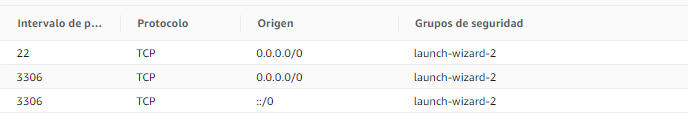 Intervalo de p... Protocolo Origen Grupos de seguridad
22 TCP 0.0.0.0/0 launch-wizard-2
3306 TCP 0.0.0.0/0 launch-wizard-2
3306 TCP ::/0 launch-wizard-2